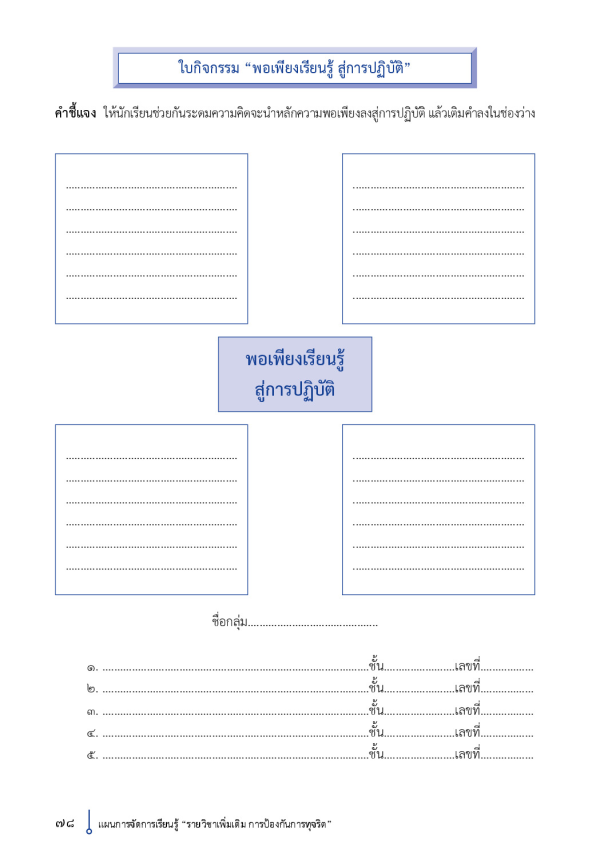 ใบกิจกรรม “พอเพียงเรียนรู้ สู่การปฏิบัติ”
คำชี้แจง ให้นักเรียนช่วยกันระดมความคิดจะนำหลักความพอเพียงลงสู่การปฏิบัติ แล้วเติมคำลงในช่องว่าง
พอเพียงเรียนรู้
สู่การปฏิบัติ
ชื่อกลุ่ม............................................
๑. ..........................................................................................ชั้น........................เลขที่..................
๒. ..........................................................................................ชั้น........................เลขที่..................
๓. ..........................................................................................ชั้น........................เลขที่..................
๔. ..........................................................................................ชั้น........................เลขที่..................
๕. ..........................................................................................ชั้น........................เลขที่..................
๗๘ แผนการจัดการเรียนรู้ “รายวิชาเพิ่มเติม การป้องกันการทุจริต”